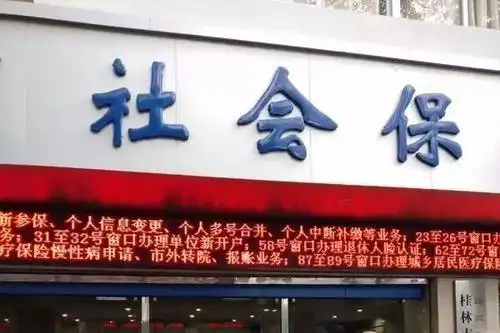 社会保
新参保、个人信息变更、个人多号合并、个人中断补缴等业务；23至26号窗口
务；31至32号窗口办理单位新开户；58号窗口办理退休人脸认证；62至72号窗
疗保险慢性病申请、市外转院、报账业务；87至89号窗口办理城乡居民医疗保
桂林